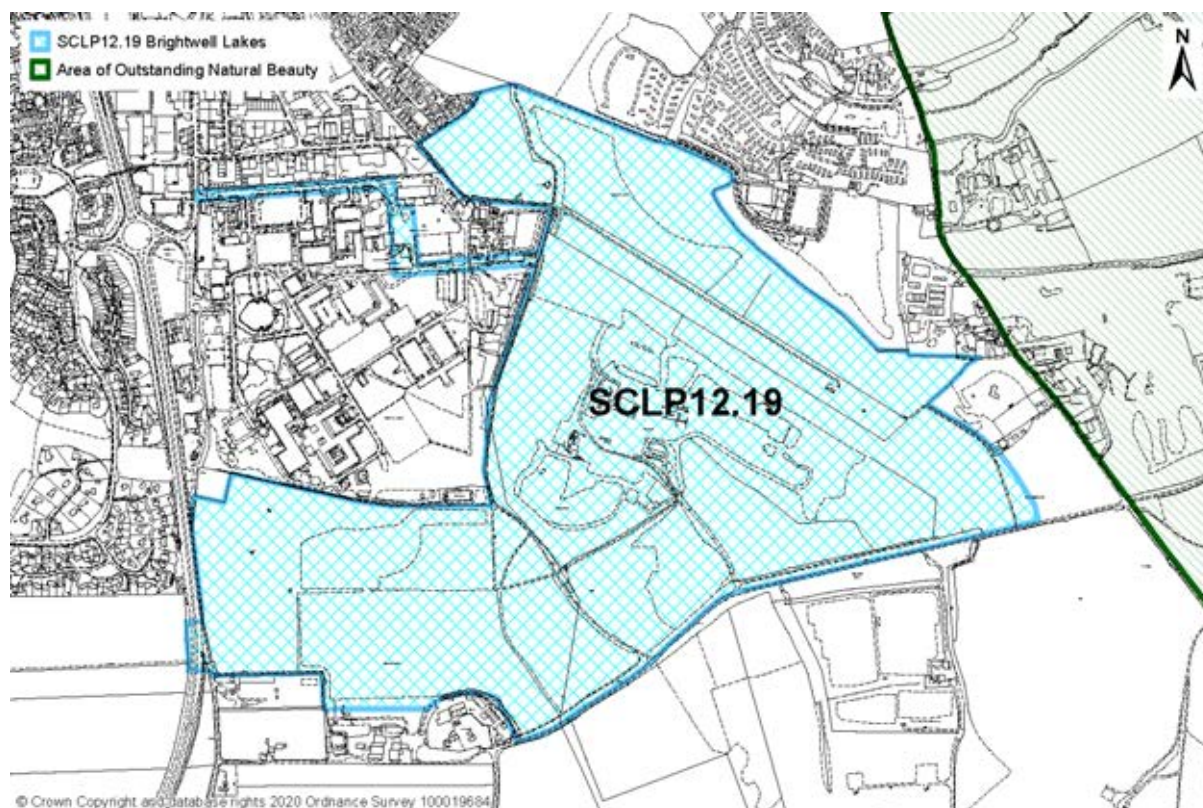 SCLP12.19 Brightwell Lakes
Area of Outstanding Natural Beauty
N
SCLP12.19
© Crown Copyright and database rights 2020 Ordnance Survey 100019684